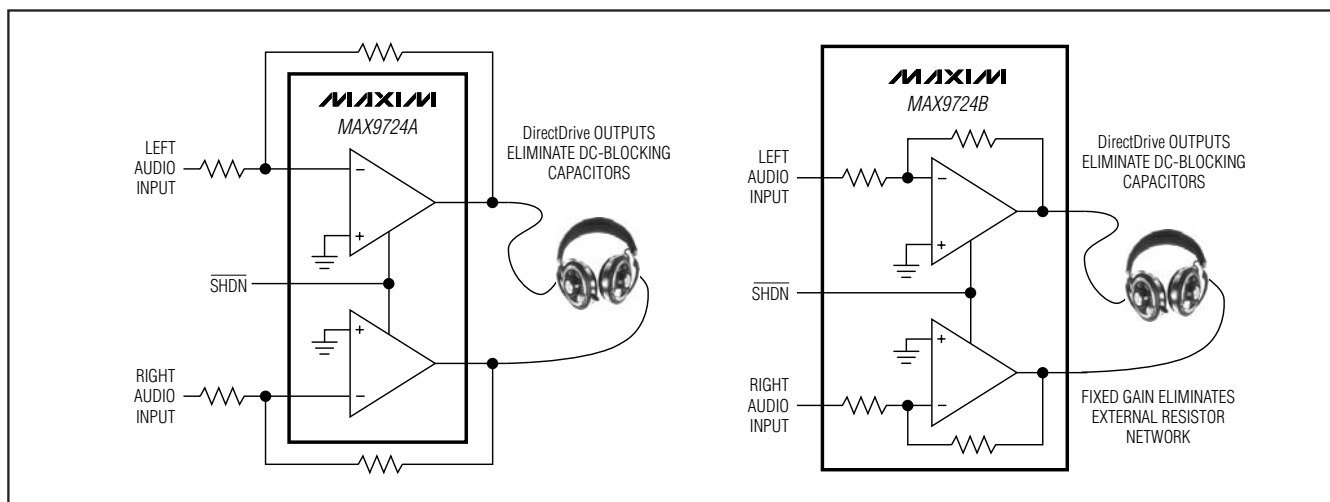 MAXIM
MAX9724A
LEFT
AUDIO
INPUT
−
+
DirectDrive OUTPUTS
ELIMINATE DC-BLOCKING
CAPACITORS
SHDN
+
−
RIGHT
AUDIO
INPUT
MAXIM
MAX9724B
LEFT
AUDIO
INPUT
−
+
DirectDrive OUTPUTS
ELIMINATE DC-BLOCKING
CAPACITORS
SHDN
+
−
RIGHT
AUDIO
INPUT
FIXED GAIN ELIMINATES
EXTERNAL RESISTOR
NETWORK